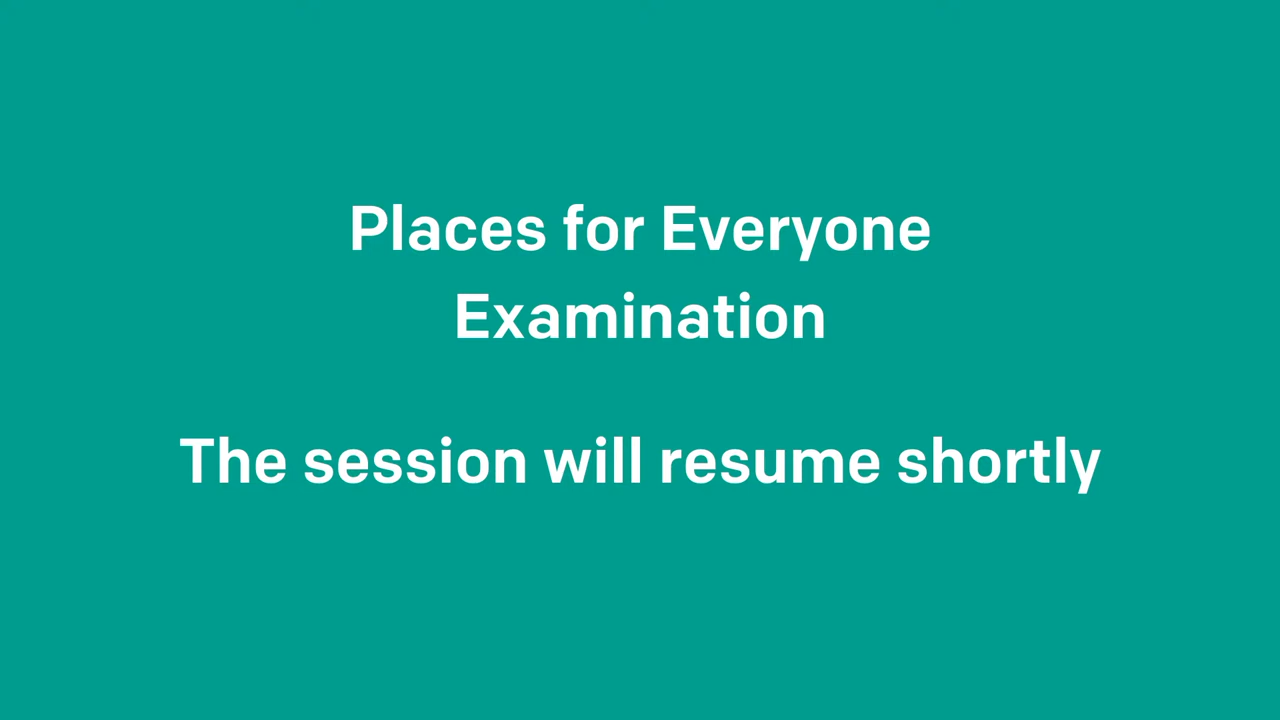 Places for Everyone
Examination
The session will resume shortly